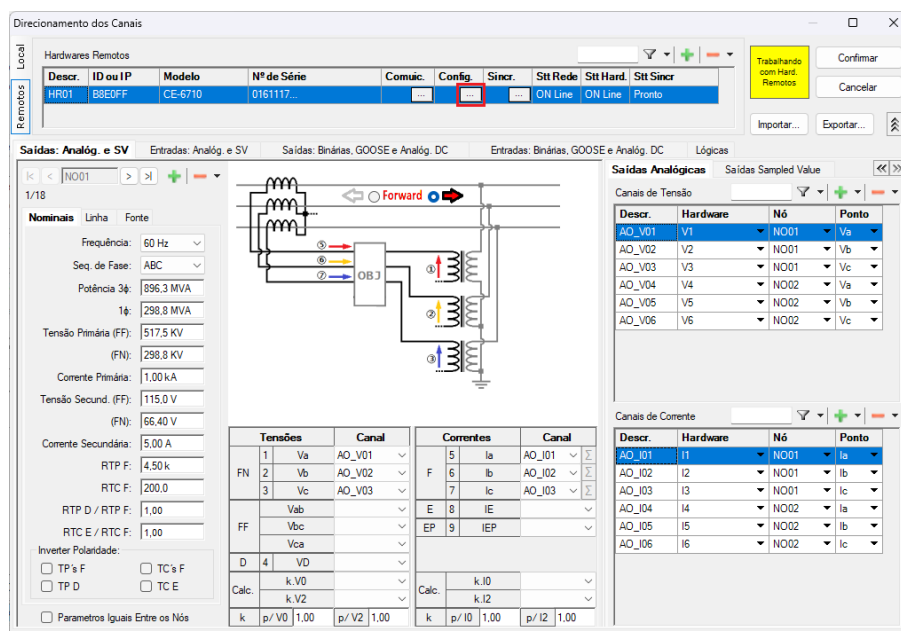 Direcionamento dos Canais
Local
Remotos
Hardwares Remotos
Descr. ID ou IP Modelo Nº de Série Comuic. Config. Sincr. Stt Rede Stt Hard. Stt Sincr
HR01 B8E0FF CE-6710 0161117... ... ... ... ON Line ON Line Pronto
Trabalhando
com Hard.
Remotos
Confirmar
Cancelar
Importar... Exportar...
Saídas: Analóg. e SV Entradas: Analóg. e SV Saídas: Binárias, GOOSE e Analóg. DC Entradas: Binárias, GOOSE e Analóg. DC Lógicas
NO01
1/18
Nominais Linha Fonte
Frequência: 60 Hz
Seq. de Fase: ABC
Potência 3ϕ: 896,3 MVA
1ϕ: 298,8 MVA
Tensão Primária (FF): 517,5 KV
(FN): 298,8 KV
Corrente Primária: 1,00 kA
Tensão Secund. (FF): 115,0 V
(FN): 66,40 V
Corrente Secundária: 5,00 A
RTP F: 4,50 k
RTC F: 200,0
RTP D / RTP F: 1,00
RTC E / RTC F: 1,00
Inverter Polaridade:
TP's F TC's F
TP D TC E
Parametros Iguais Entre os Nós
Forward
⑤
⑥
⑦
OBJ
①
②
③
Tensões Canal
1 Va AO_V01
FN 2 Vb AO_V02
3 Vc AO_V03
Vab
FF Vbc
Vca
D 4 VD
Calc. k.V0
k.V2
k p/ V0 1,00 p/ V2 1,00
Correntes Canal
5 Ia AO_I01 Σ
F 6 Ib AO_I02 Σ
7 Ic AO_I03 Σ
E 8 IE
EP 9 IEP
Calc. k.I0
k.I2
k p/ I0 1,00 p/ I2 1,00
Saídas Analógicas Saídas Sampled Value
Canais de Tensão
Descr. Hardware Nó Ponto
AO_V01 V1 NO01 Va
AO_V02 V2 NO01 Vb
AO_V03 V3 NO01 Vc
AO_V04 V4 NO02 Va
AO_V05 V5 NO02 Vb
AO_V06 V6 NO02 Vc
Canais de Corrente
Descr. Hardware Nó Ponto
AO_I01 I1 NO01 Ia
AO_I02 I2 NO01 Ib
AO_I03 I3 NO01 Ic
AO_I04 I4 NO02 Ia
AO_I05 I5 NO02 Ib
AO_I06 I6 NO02 Ic